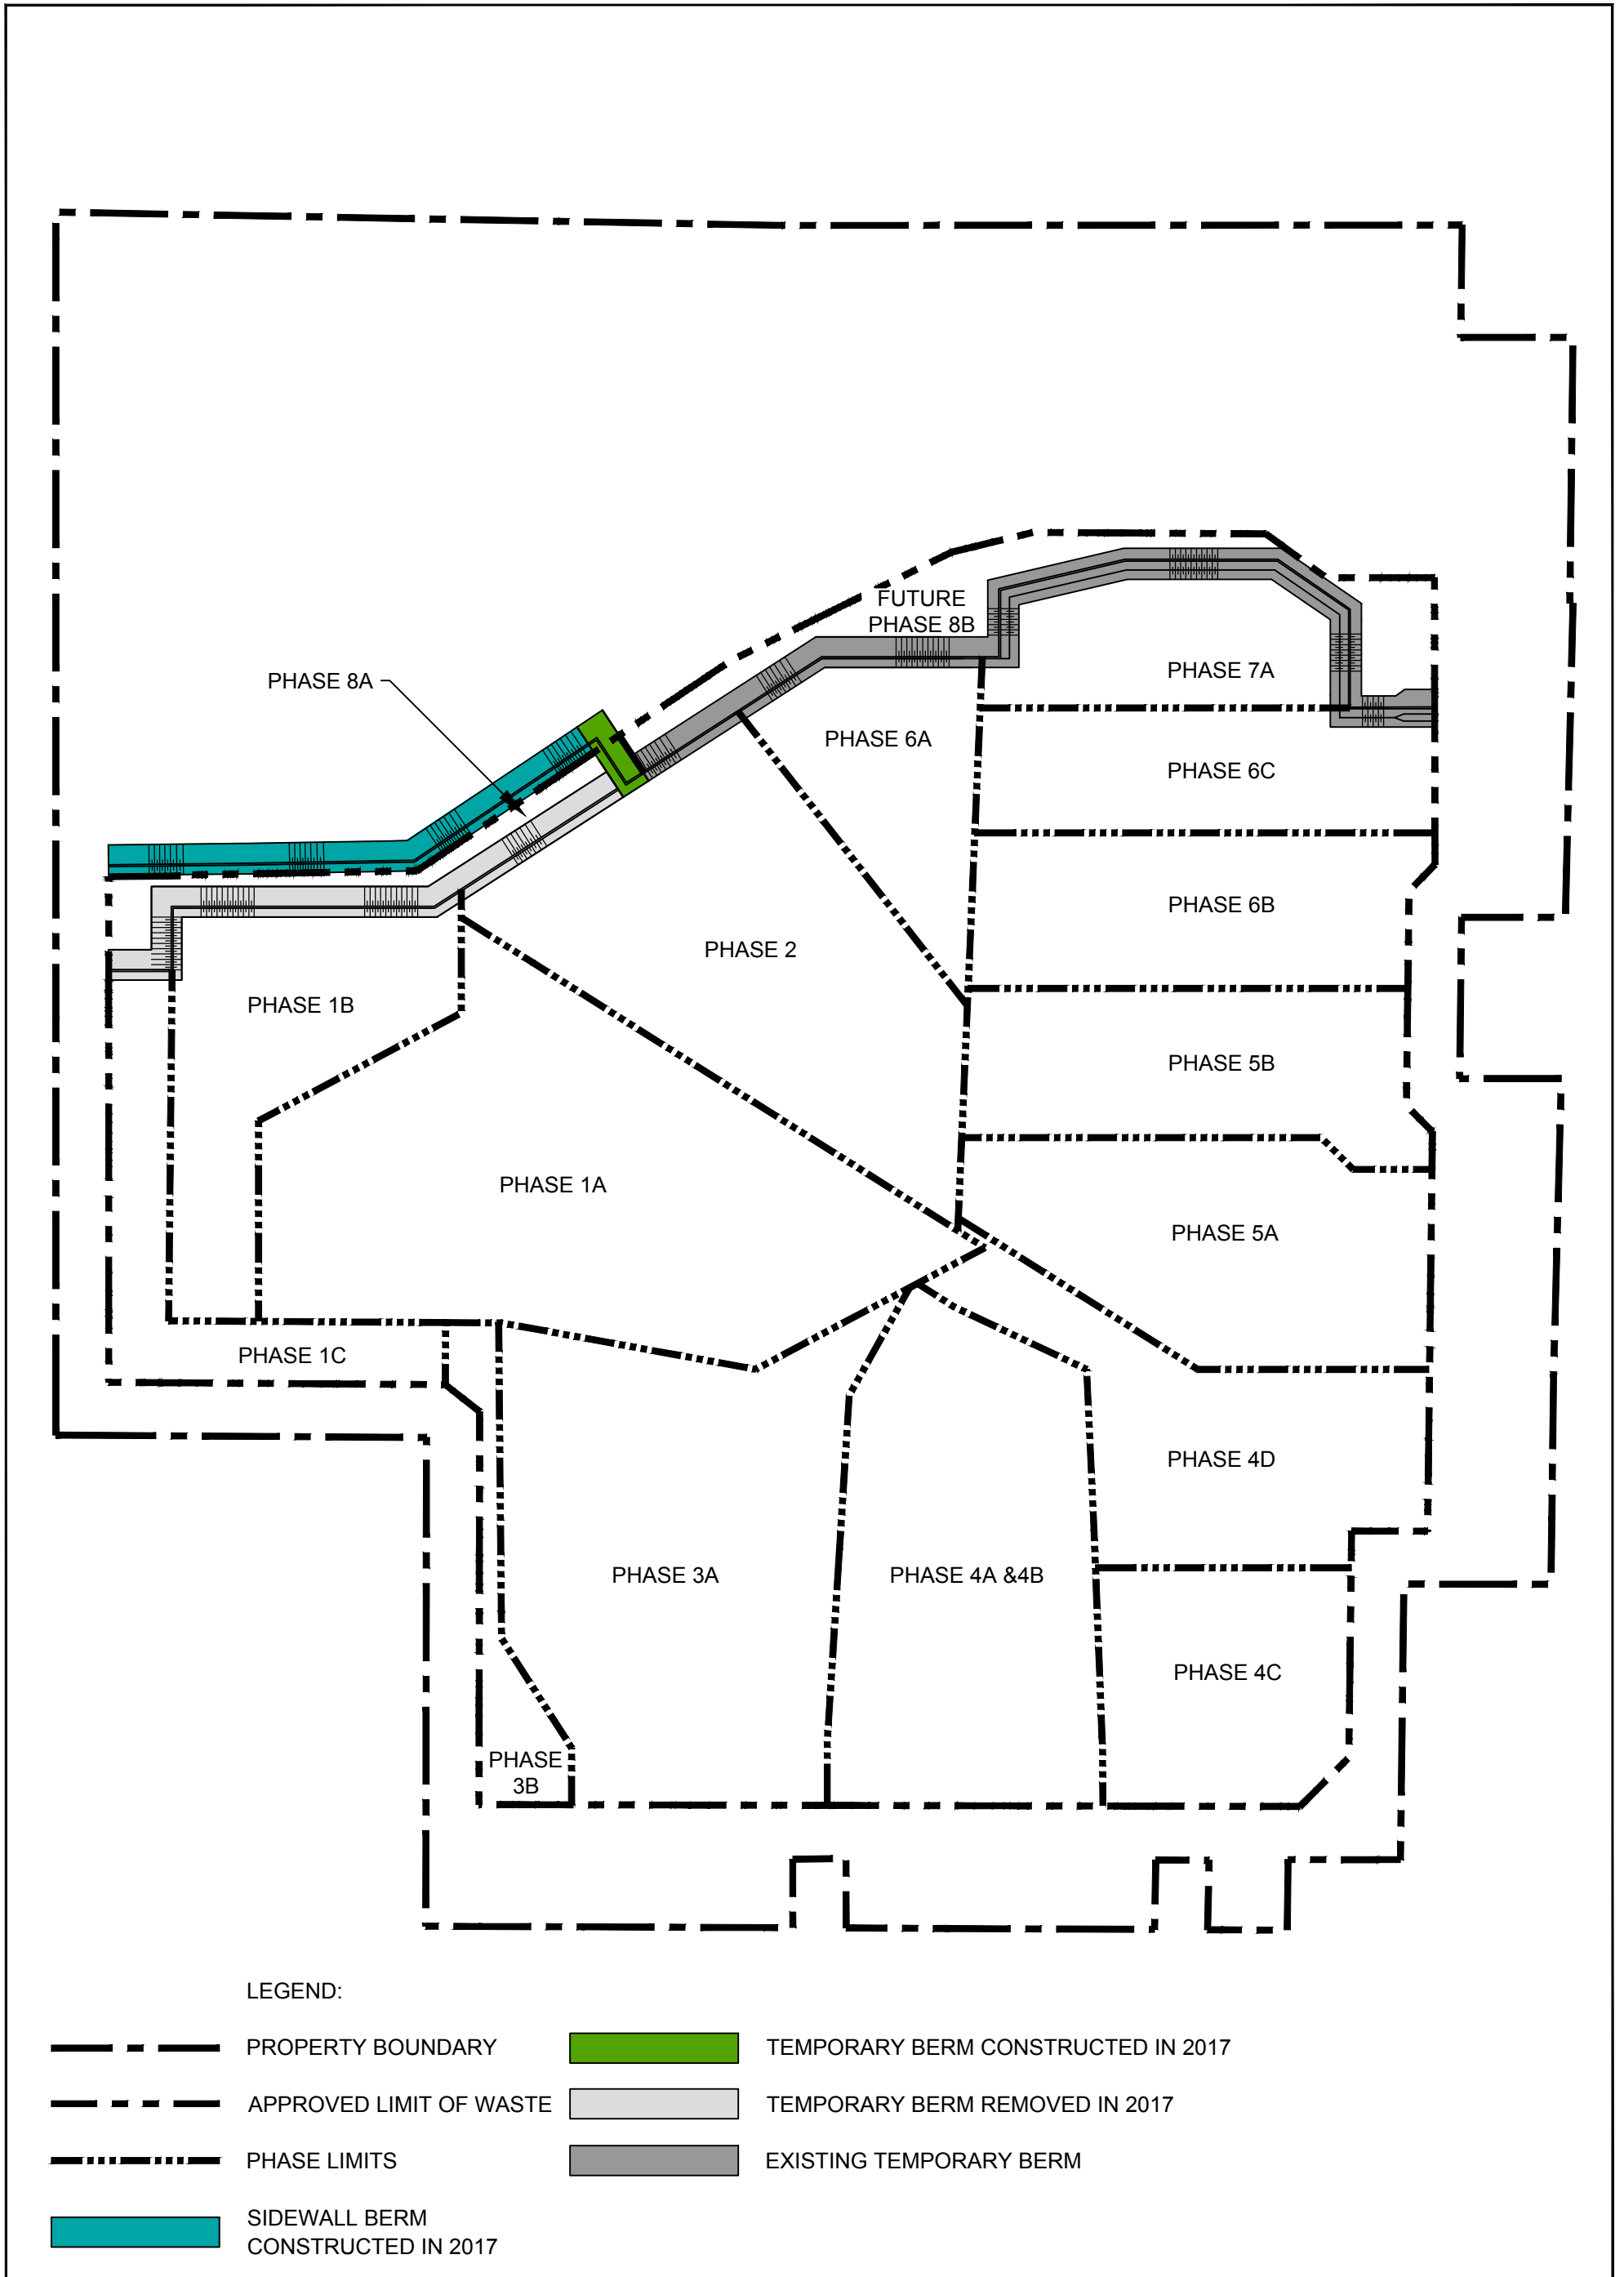 FUTURE
PHASE 8B
PHASE 7A
PHASE 8A
PHASE 6A
PHASE 6C
PHASE 6B
PHASE 2
PHASE 1B
PHASE 5B
PHASE 1A
PHASE 5A
PHASE 1C
PHASE 4D
PHASE 3A
PHASE 4A &4B
PHASE 4C
PHASE
3B
LEGEND:
PROPERTY BOUNDARY
APPROVED LIMIT OF WASTE
PHASE LIMITS
SIDEWALL BERM
CONSTRUCTED IN 2017
TEMPORARY BERM CONSTRUCTED IN 2017
TEMPORARY BERM REMOVED IN 2017
EXISTING TEMPORARY BERM